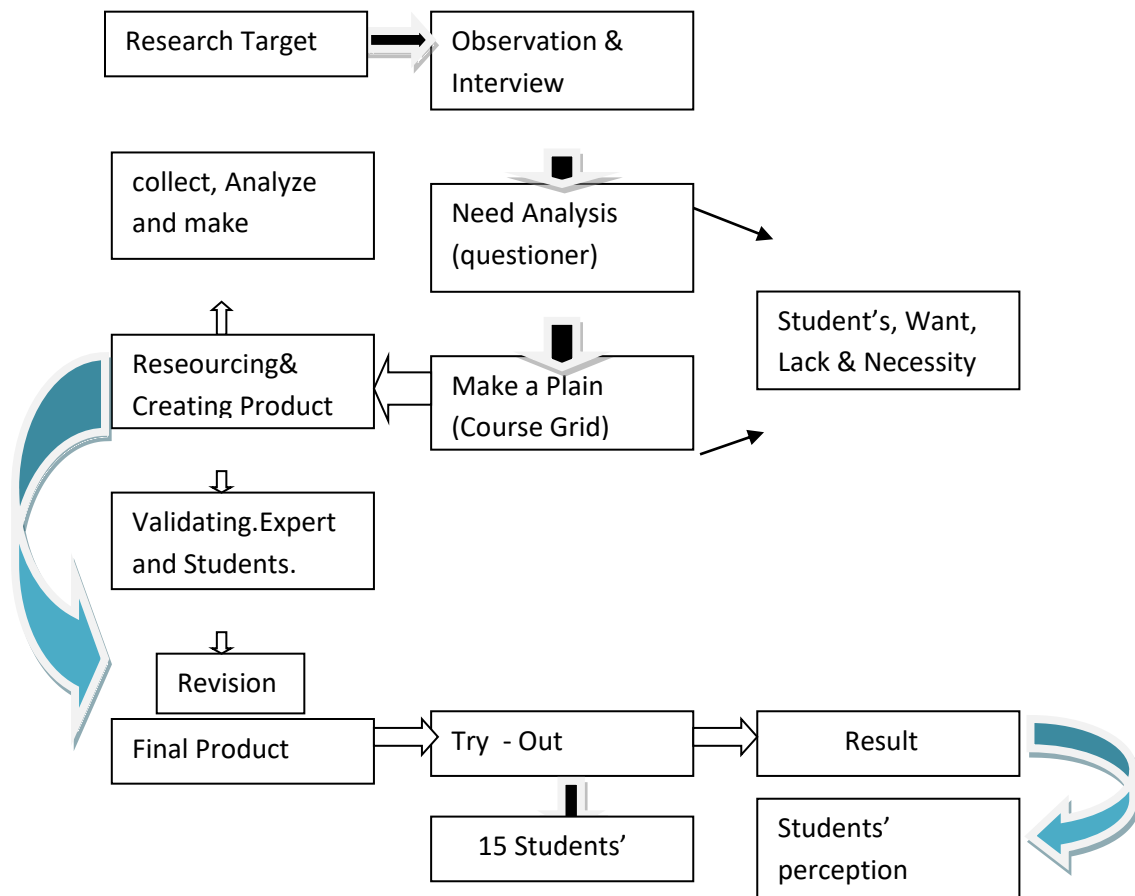 Research Target
Observation &
Interview
collect, Analyze
and make
Need Analysis
(questioner)
Student's, Want,
Lack & Necessity
Reseourcing&
Creating Product
Make a Plain
(Course Grid)
Validating.Expert
and Students.
Revision
Final Product
Try - Out
Result
15 Students’
Students’
perception